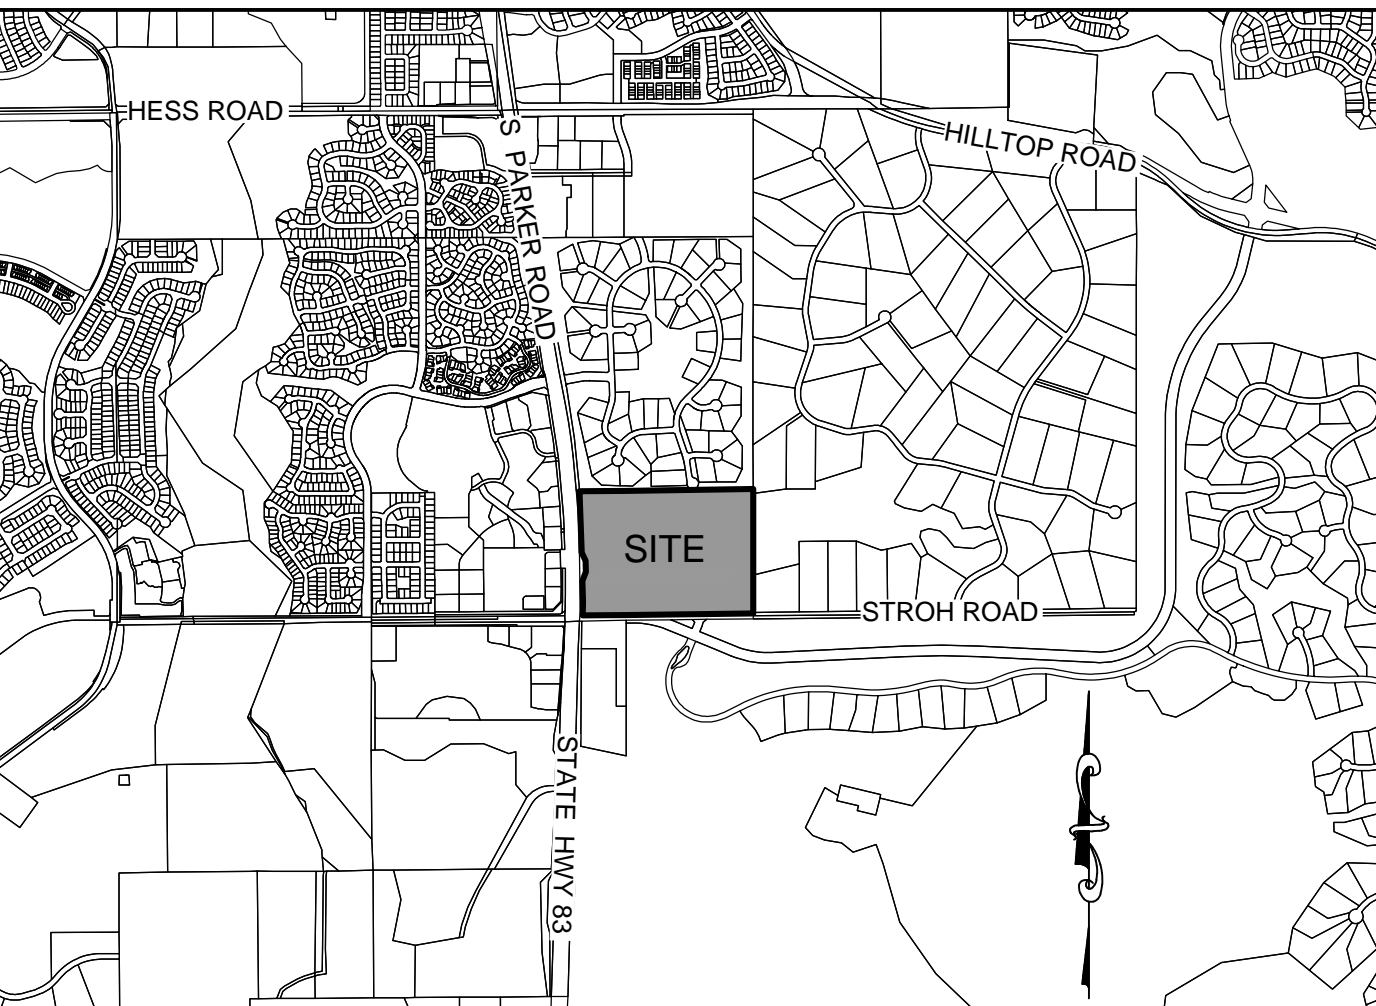 HESS ROAD
S PARKER ROAD
HILLTOP ROAD
SITE
STROH ROAD
STATE HWY 83